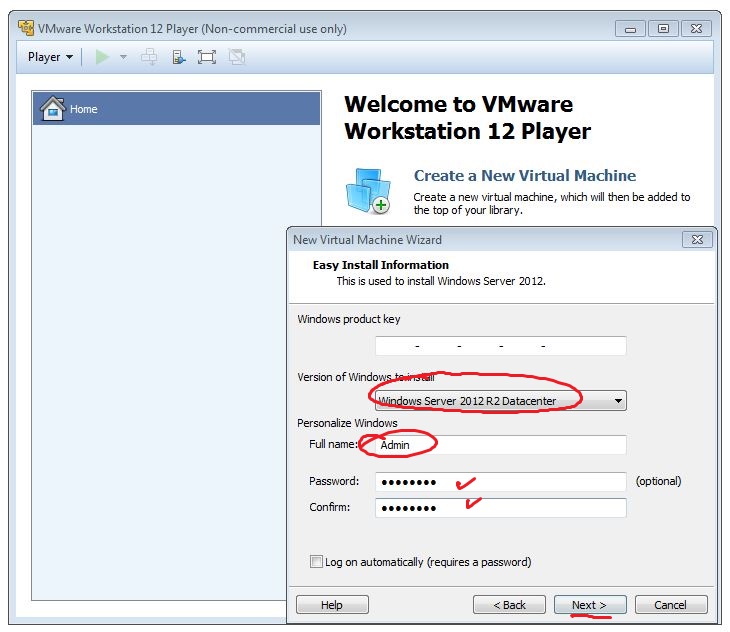 VMware Workstation 12 Player (Non-commercial use only)
Player
Home
Welcome to VMware
Workstation 12 Player
Create a New Virtual Machine
Create a new virtual machine, which will then be added to
the top of your library.
New Virtual Machine Wizard
Easy Install Information
This is used to install Windows Server 2012.
Windows product key
- - - -
Version of Windows to install
Windows Server 2012 R2 Datacenter
Personalize Windows
Full name: Admin
Password: ●●●●●●●● (optional)
Confirm: ●●●●●●●●
Log on automatically (requires a password)
Help < Back Next > Cancel